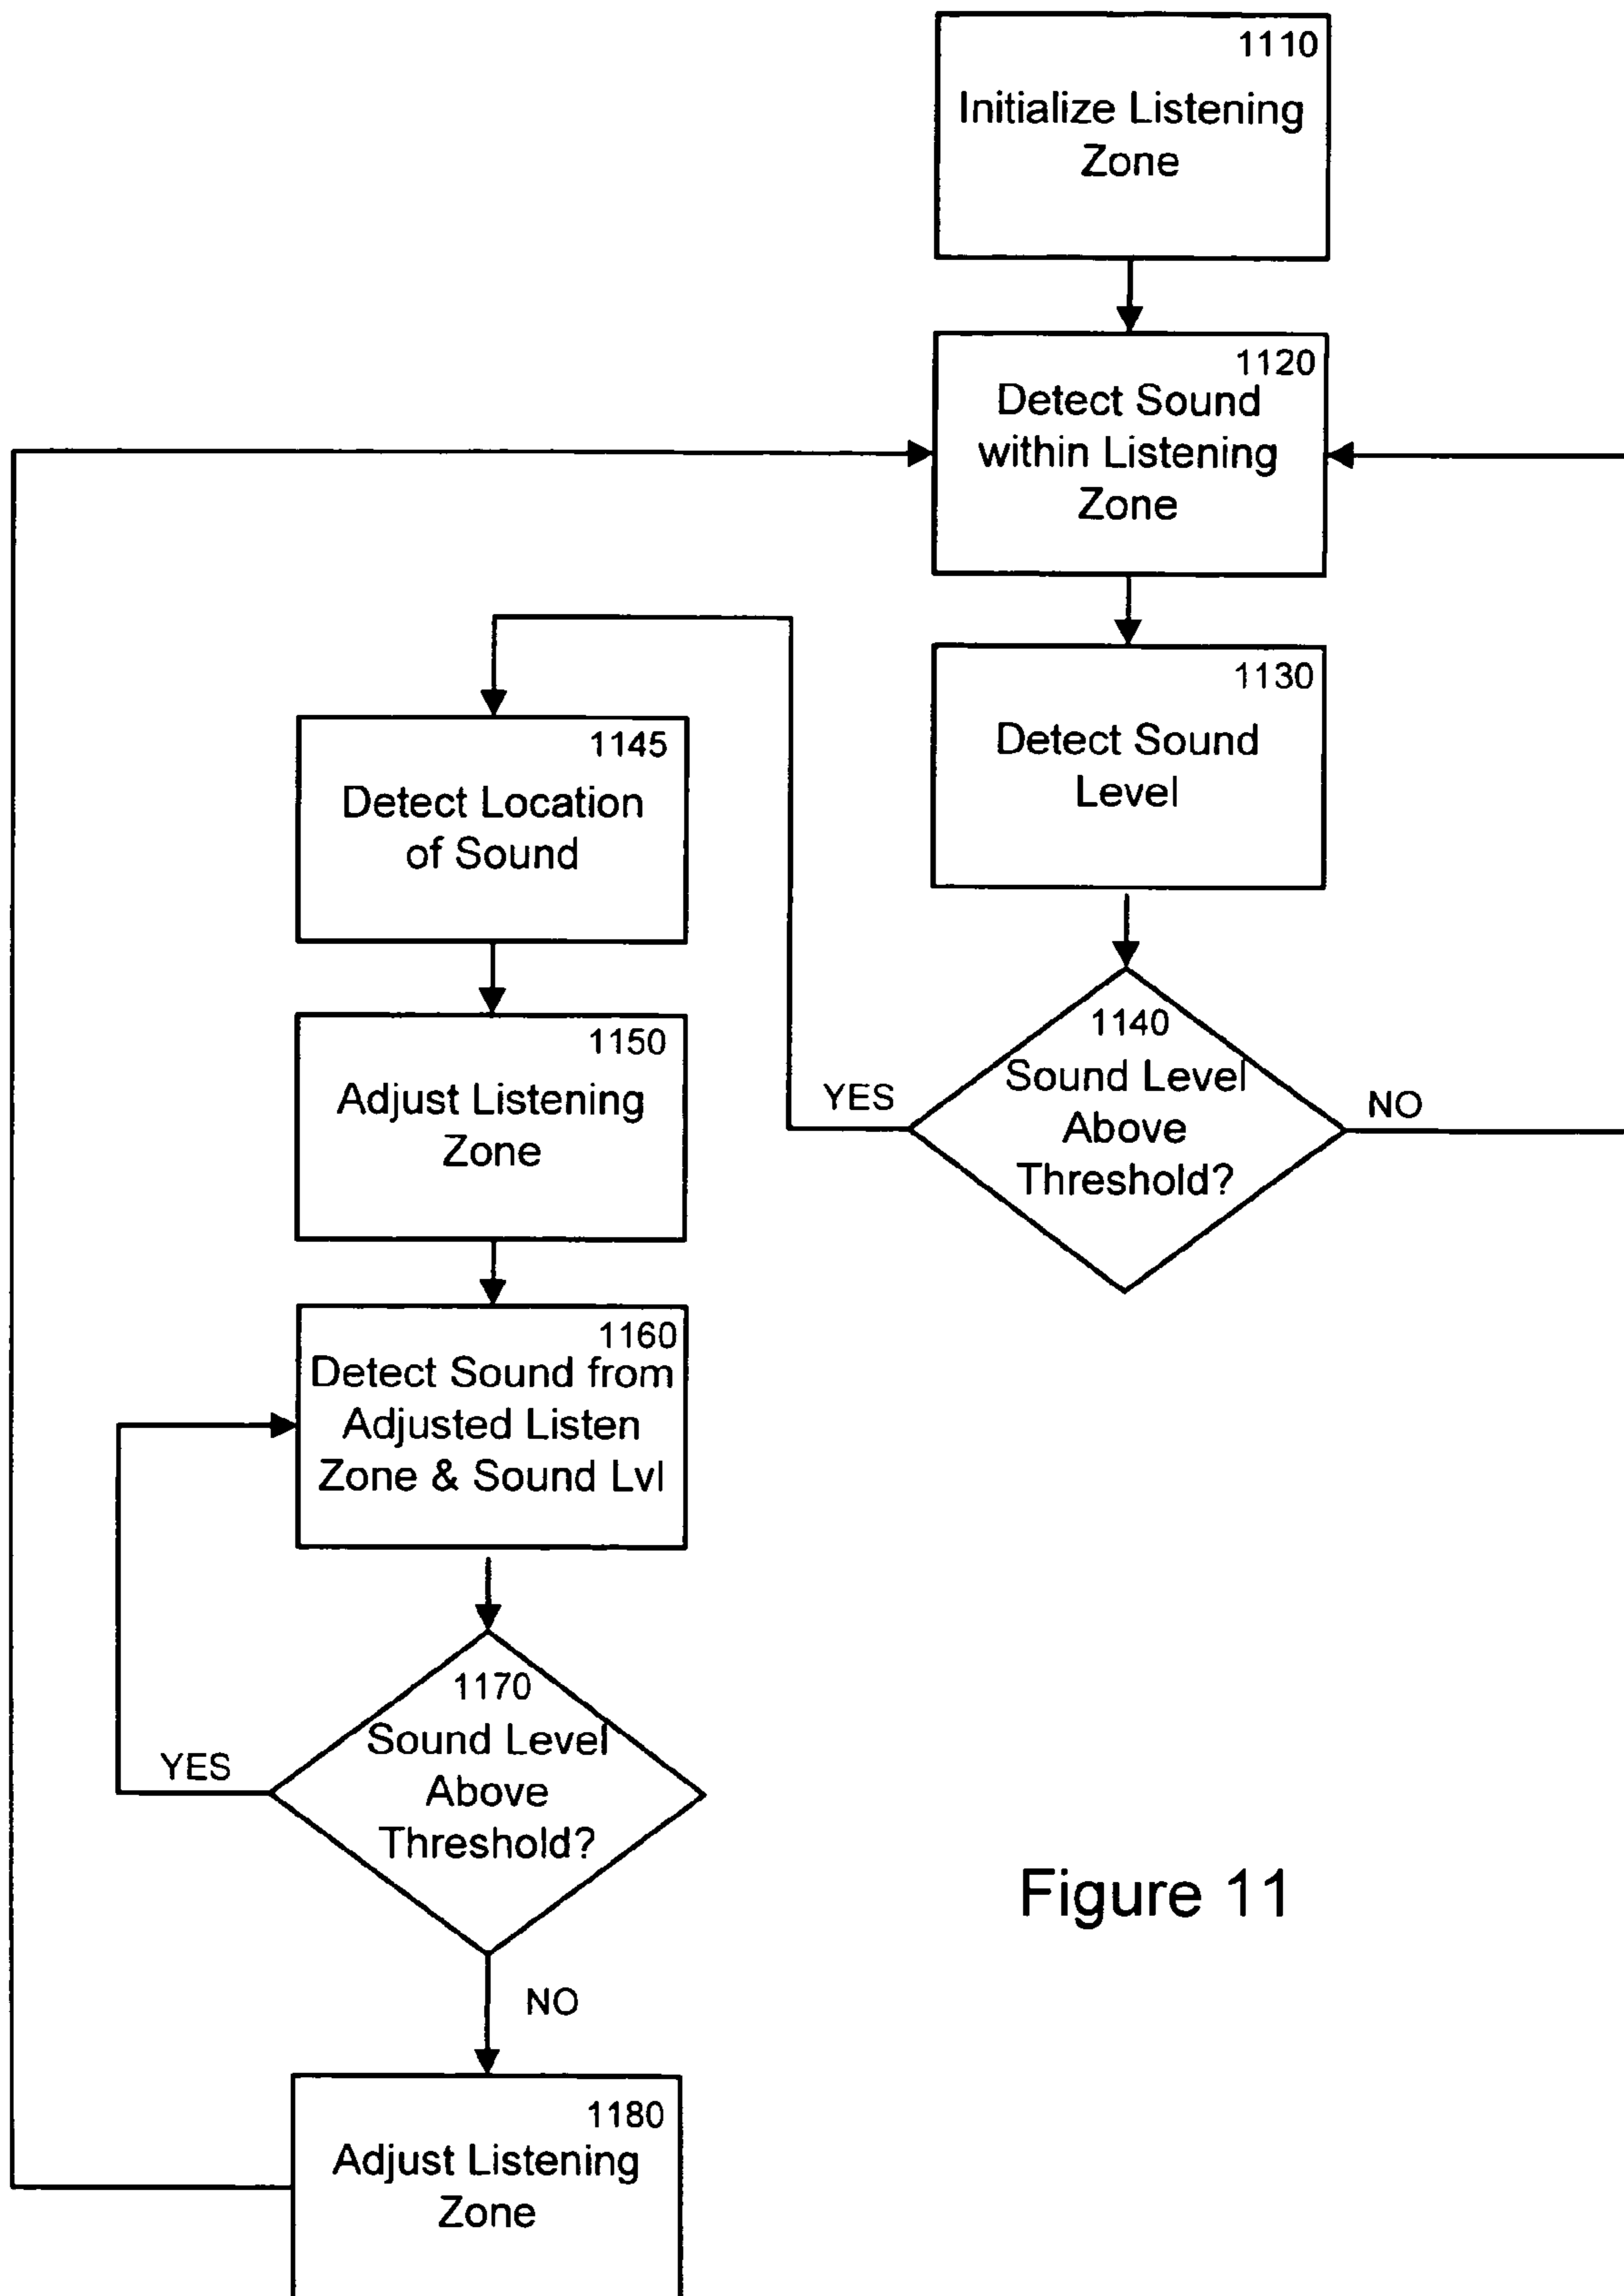 1110
Initialize Listening
Zone
1120
Detect Sound
within Listening
Zone
1130
Detect Sound
Level
1140
Sound Level
Above
Threshold?
YES
NO
1145
Detect Location
of Sound
1150
Adjust Listening
Zone
1160
Detect Sound from
Adjusted Listen
Zone & Sound Lvl
1170
Sound Level
Above
Threshold?
YES
NO
1180
Adjust Listening
Zone
Figure 11